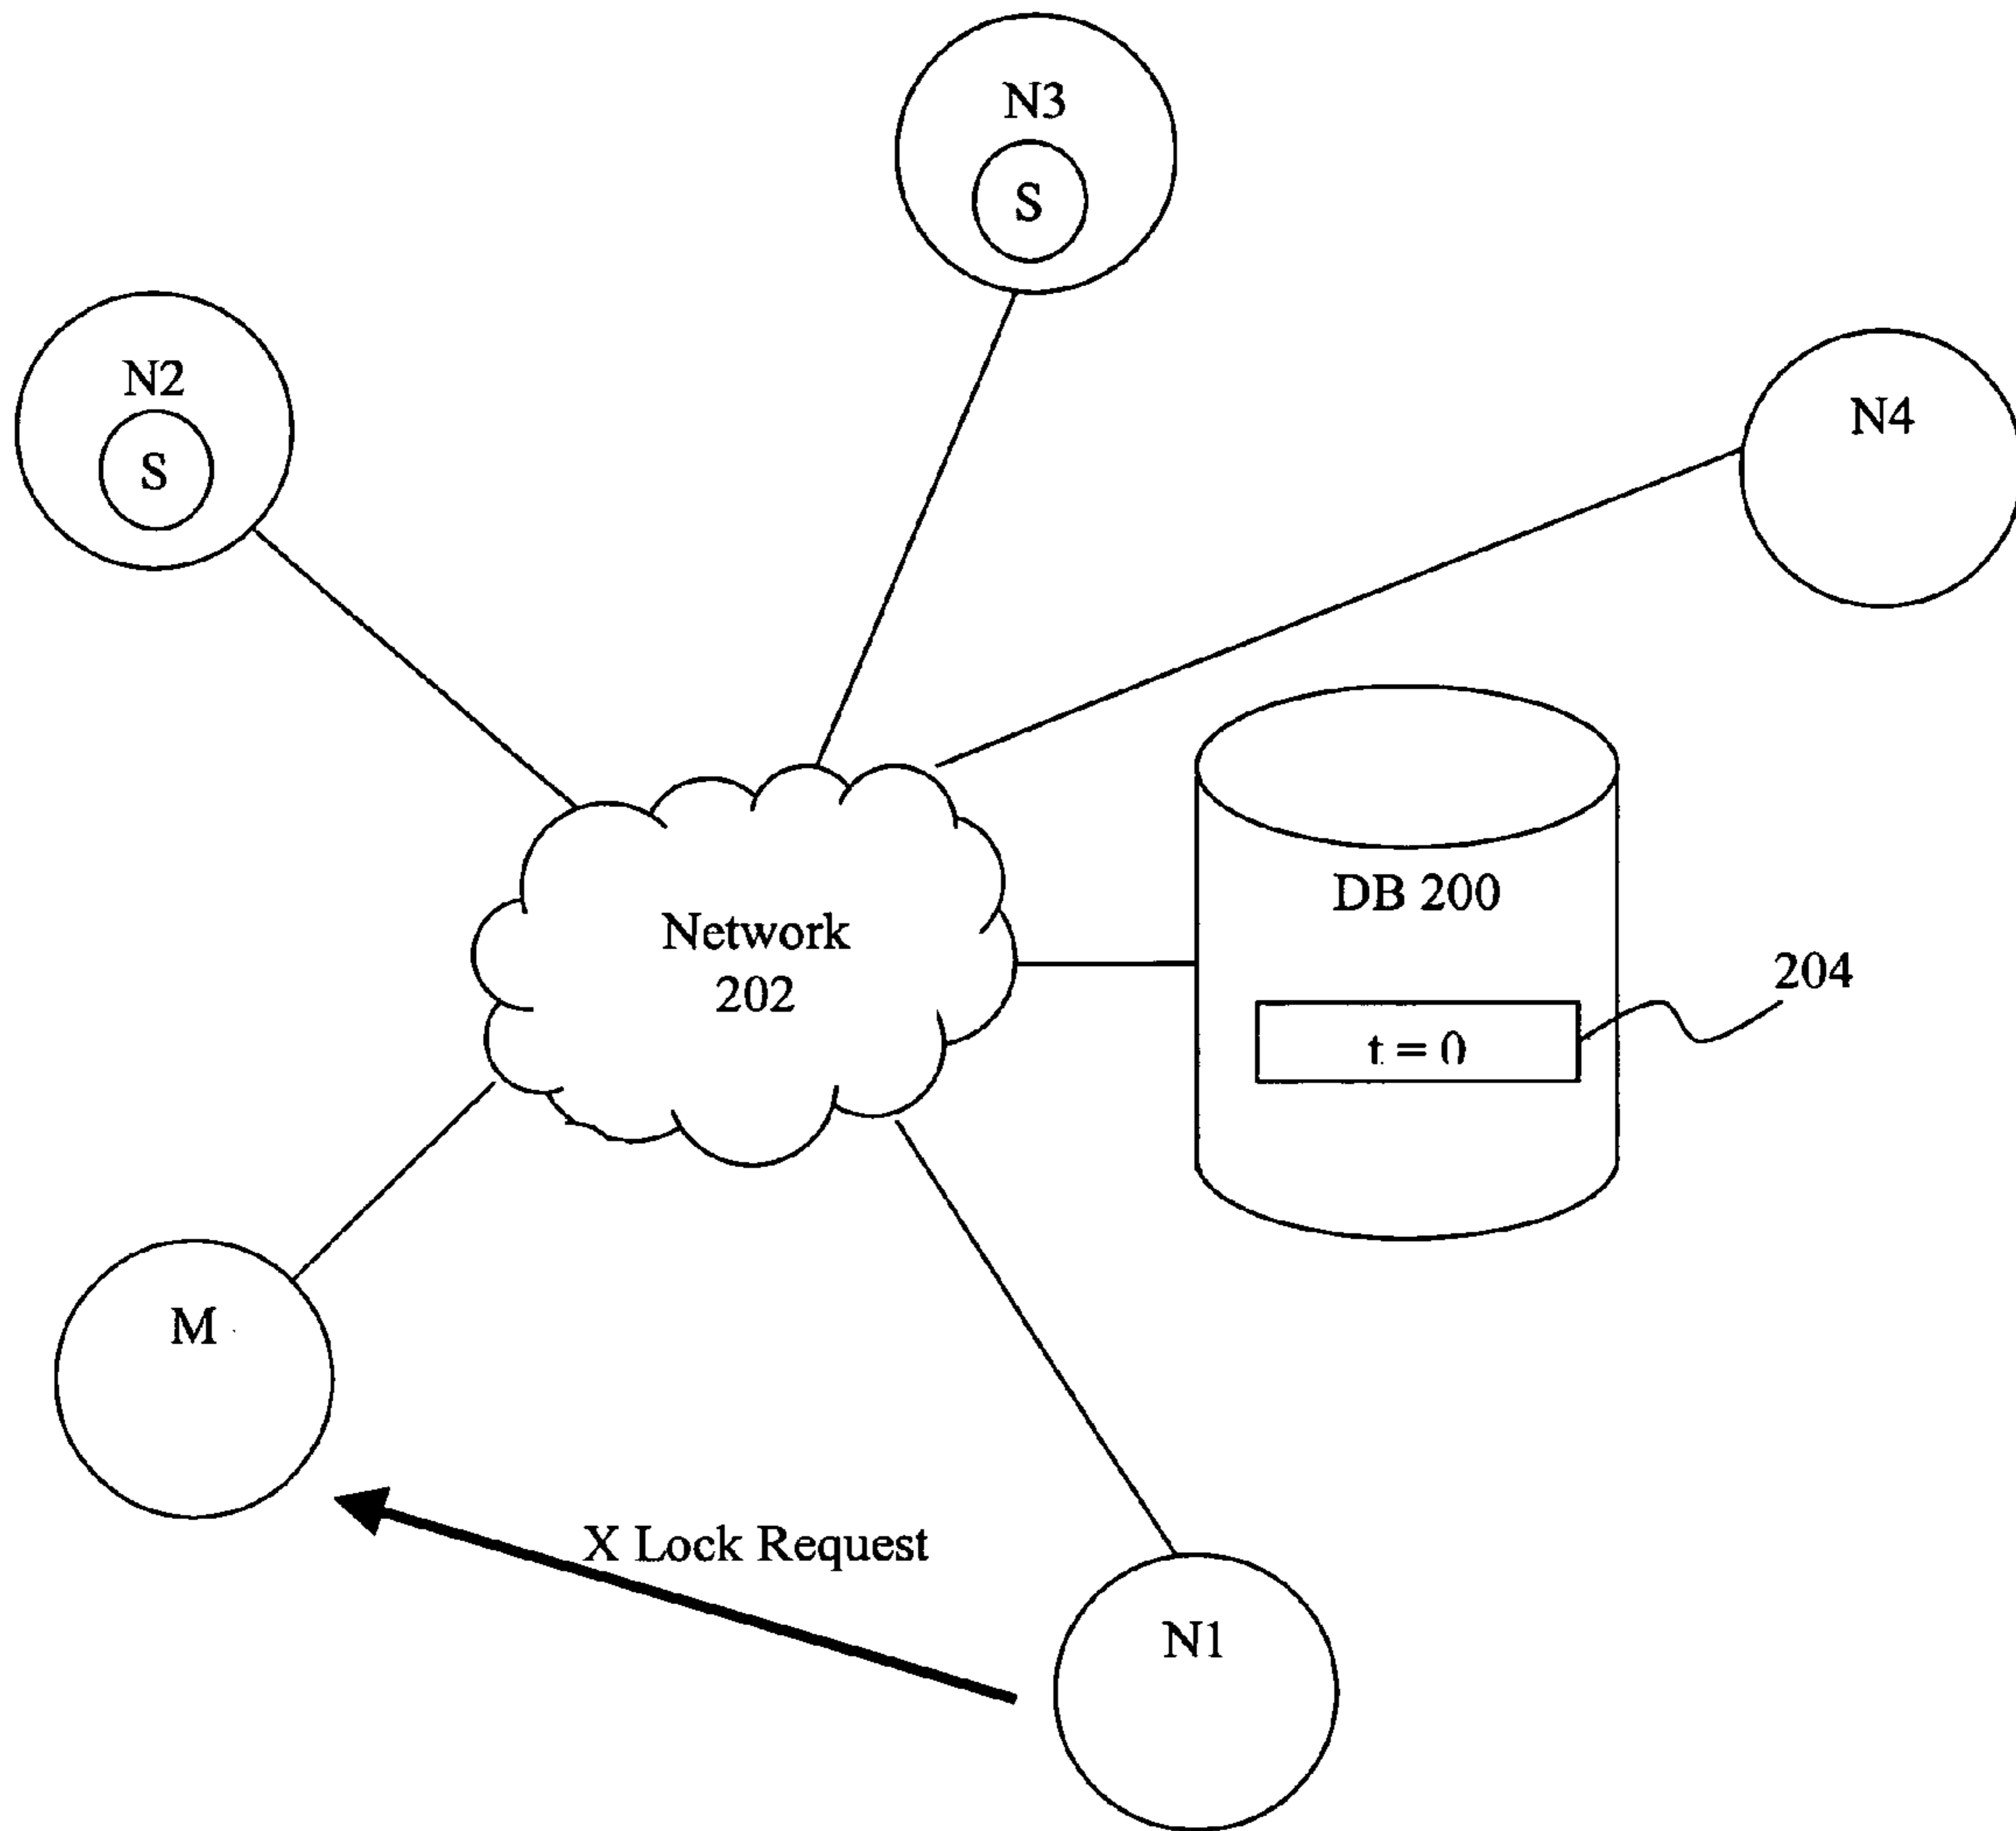 N3
S
N2
S
N4
DB 200
Network
202
204
t = 0
M
X Lock Request
N1